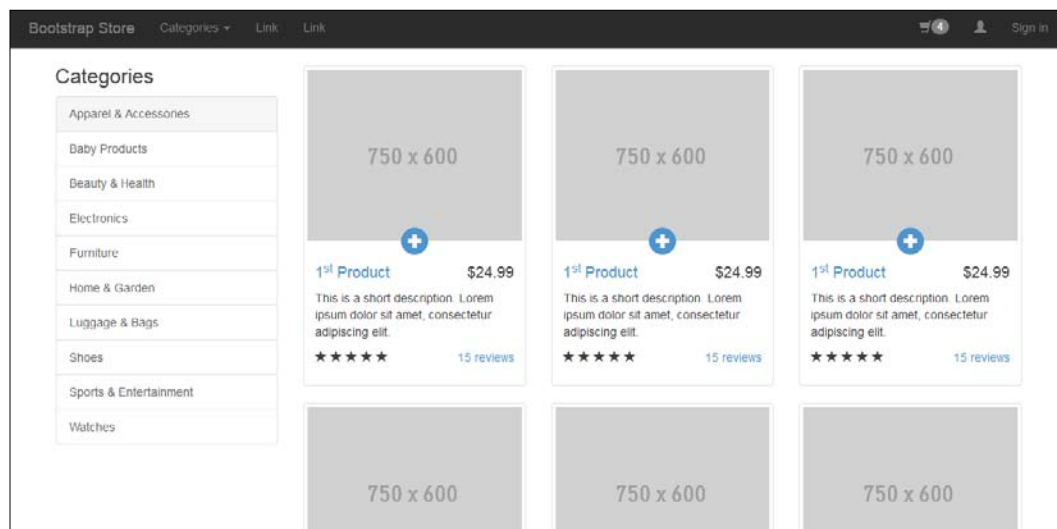 Bootstrap Store Categories Link Link 4 Sign in
Categories
Apparel & Accessories
Baby Products
Beauty & Health
Electronics
Furniture
Home & Garden
Luggage & Bags
Shoes
Sports & Entertainment
Watches
750 x 600
1st Product $24.99
This is a short description. Lorem
ipsum dolor sit amet, consectetur
adipiscing elit.
15 reviews
750 x 600
1st Product $24.99
This is a short description. Lorem
ipsum dolor sit amet, consectetur
adipiscing elit.
15 reviews
750 x 600
1st Product $24.99
This is a short description. Lorem
ipsum dolor sit amet, consectetur
adipiscing elit.
15 reviews
750 x 600
750 x 600
750 x 600